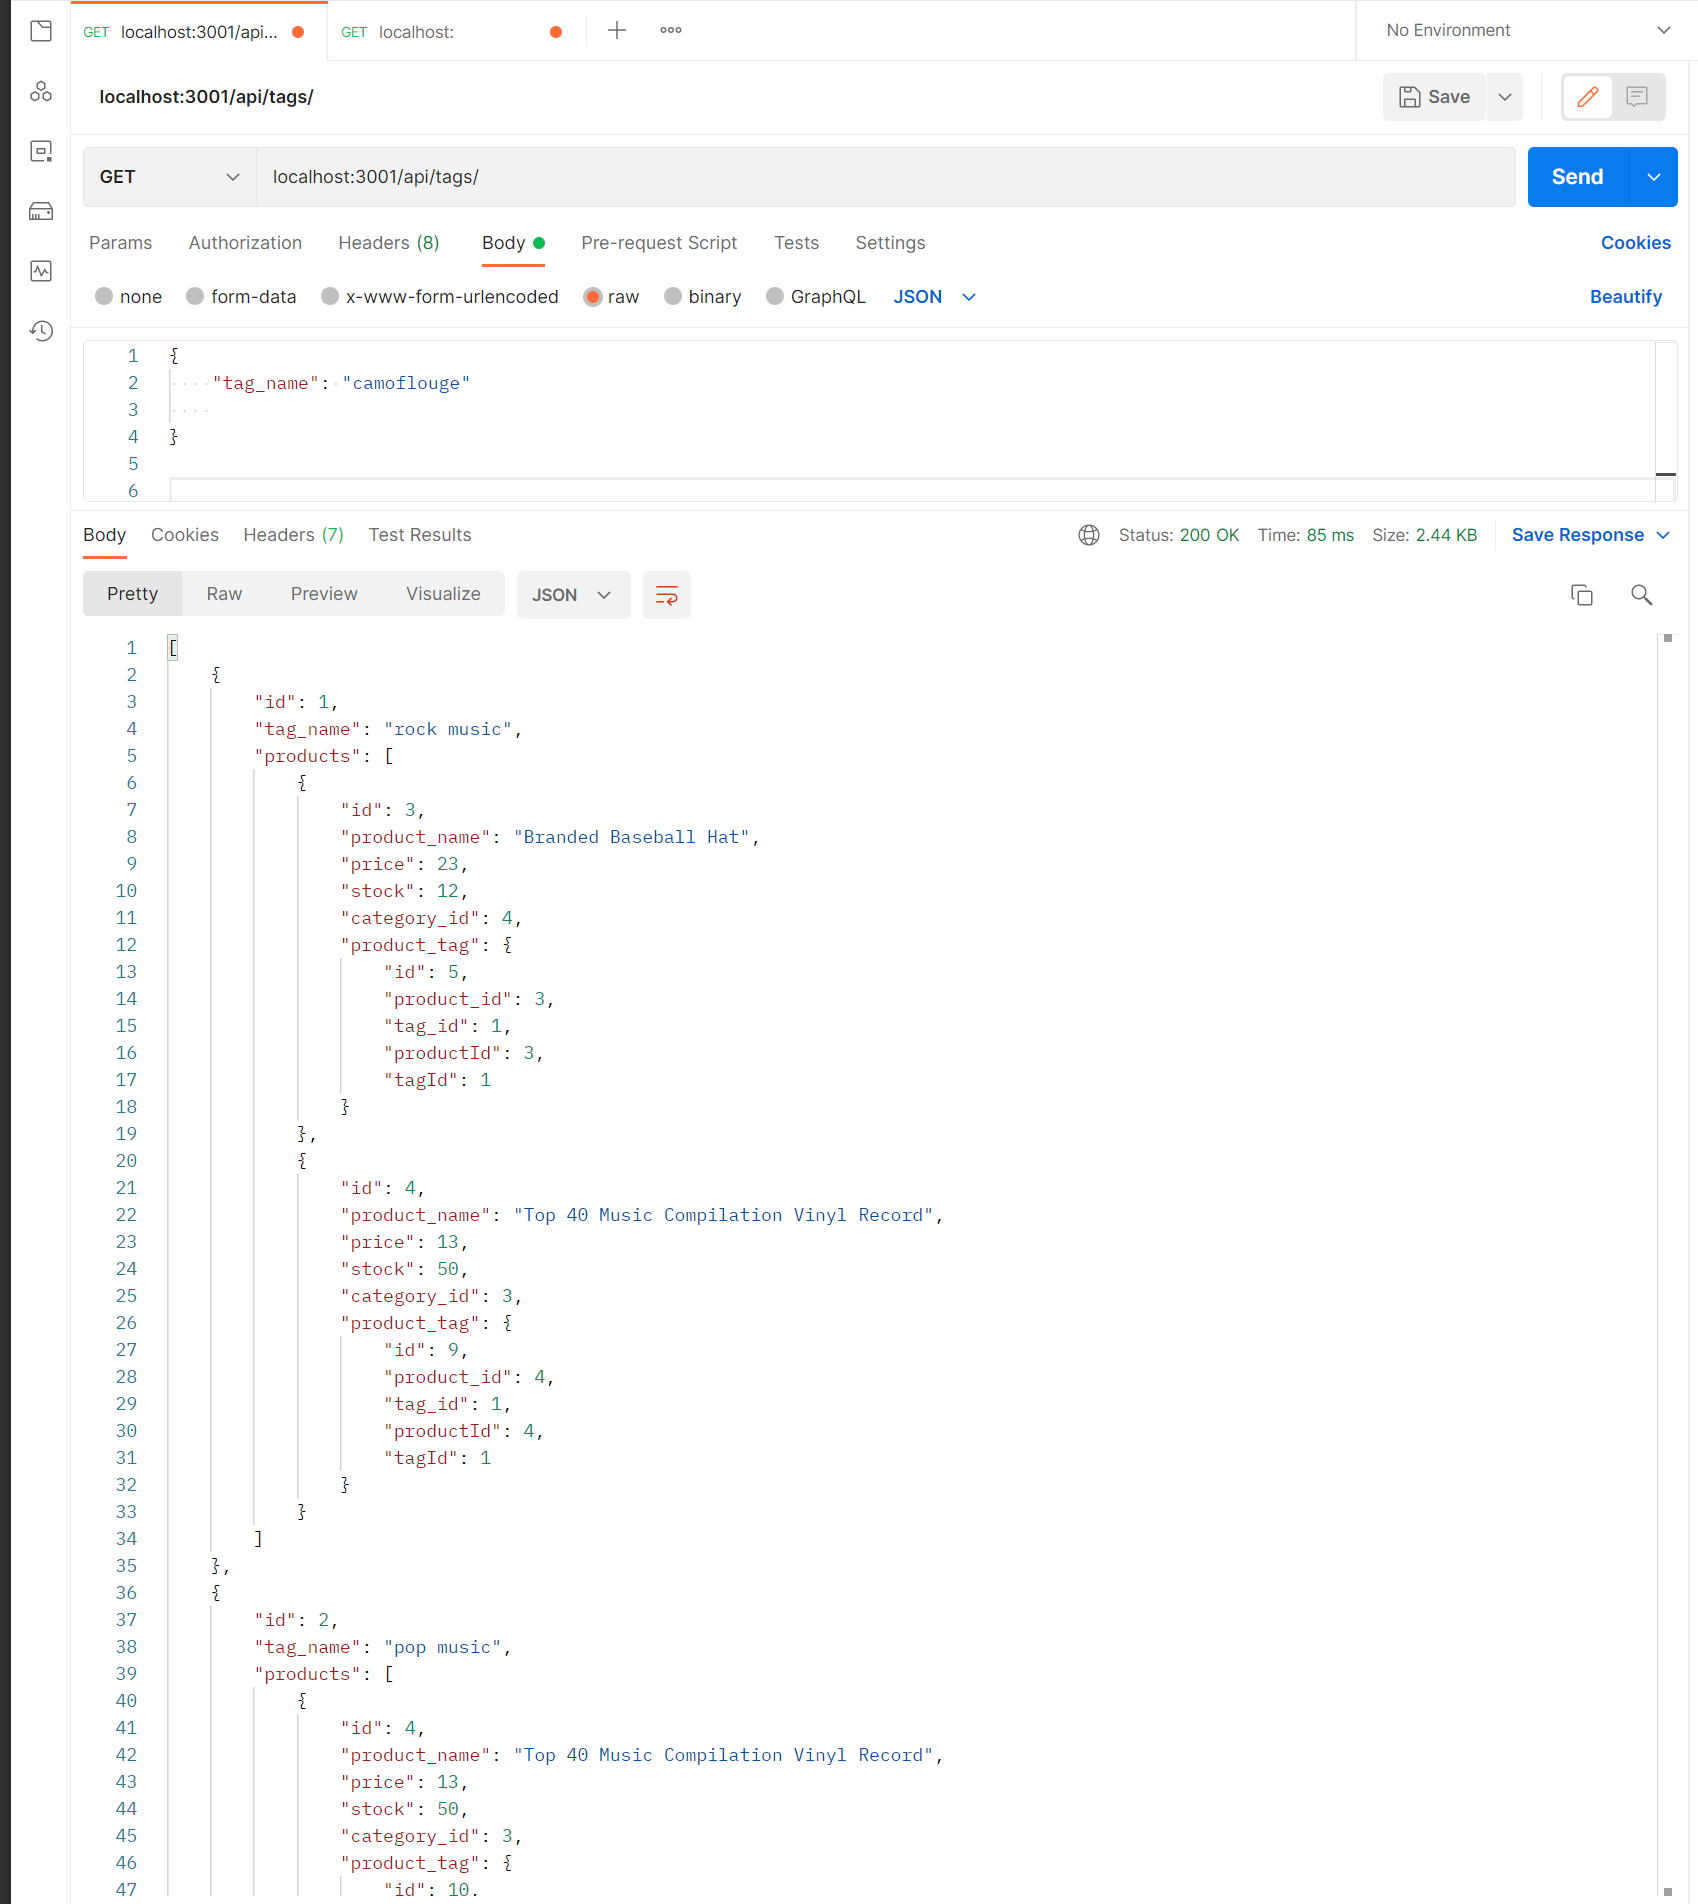 GET localhost:3001/api...
GET localhost:
No Environment
localhost:3001/api/tags/
Save
GET
localhost:3001/api/tags/
Send
Params Authorization Headers (8) Body Pre-request Script Tests Settings Cookies
none form-data x-www-form-urlencoded raw binary GraphQL JSON Beautify
1 {
2 "tag_name": "camoflouge"
3
4 }
5
6
Body Cookies Headers (7) Test Results Status: 200 OK Time: 85 ms Size: 2.44 KB Save Response
Pretty Raw Preview Visualize JSON
1 [
2 {
3 "id": 1,
4 "tag_name": "rock music",
5 "products": [
6 {
7 "id": 3,
8 "product_name": "Branded Baseball Hat",
9 "price": 23,
10 "stock": 12,
11 "category_id": 4,
12 "product_tag": {
13 "id": 5,
14 "product_id": 3,
15 "tag_id": 1,
16 "productId": 3,
17 "tagId": 1
18 }
19 },
20 {
21 "id": 4,
22 "product_name": "Top 40 Music Compilation Vinyl Record",
23 "price": 13,
24 "stock": 50,
25 "category_id": 3,
26 "product_tag": {
27 "id": 9,
28 "product_id": 4,
29 "tag_id": 1,
30 "productId": 4,
31 "tagId": 1
32 }
33 }
34 ]
35 },
36 {
37 "id": 2,
38 "tag_name": "pop music",
39 "products": [
40 {
41 "id": 4,
42 "product_name": "Top 40 Music Compilation Vinyl Record",
43 "price": 13,
44 "stock": 50,
45 "category_id": 3,
46 "product_tag": {
47 "id": 10,